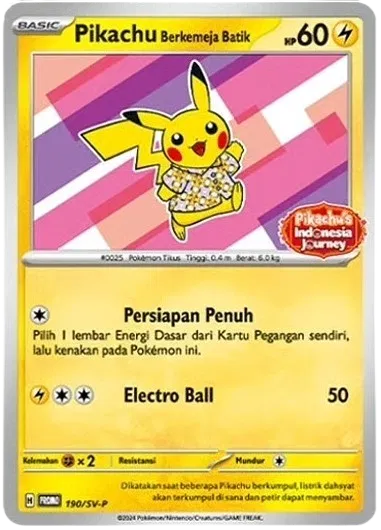 BASIC
Pikachu Berkemeja Batik HP 60
Pikachu's
Indonesia
Journey
#0025 Pokémon Tikus Tinggi: 0,4 m Berat: 6,0 kg
Persiapan Penuh
Pilih 1 lembar Energi Dasar dari Kartu Pegangan sendiri,
lalu kenakan pada Pokémon ini.
Electro Ball 50
Kelemahan ×2 Resistansi Mundur
H PROMO 190/SV-P
Dikatakan saat beberapa Pikachu berkumpul, listrik dahsyat
akan terkumpul di sana dan petir dapat menyambar.
©2024 Pokémon/Nintendo/Creatures/GAME FREAK.